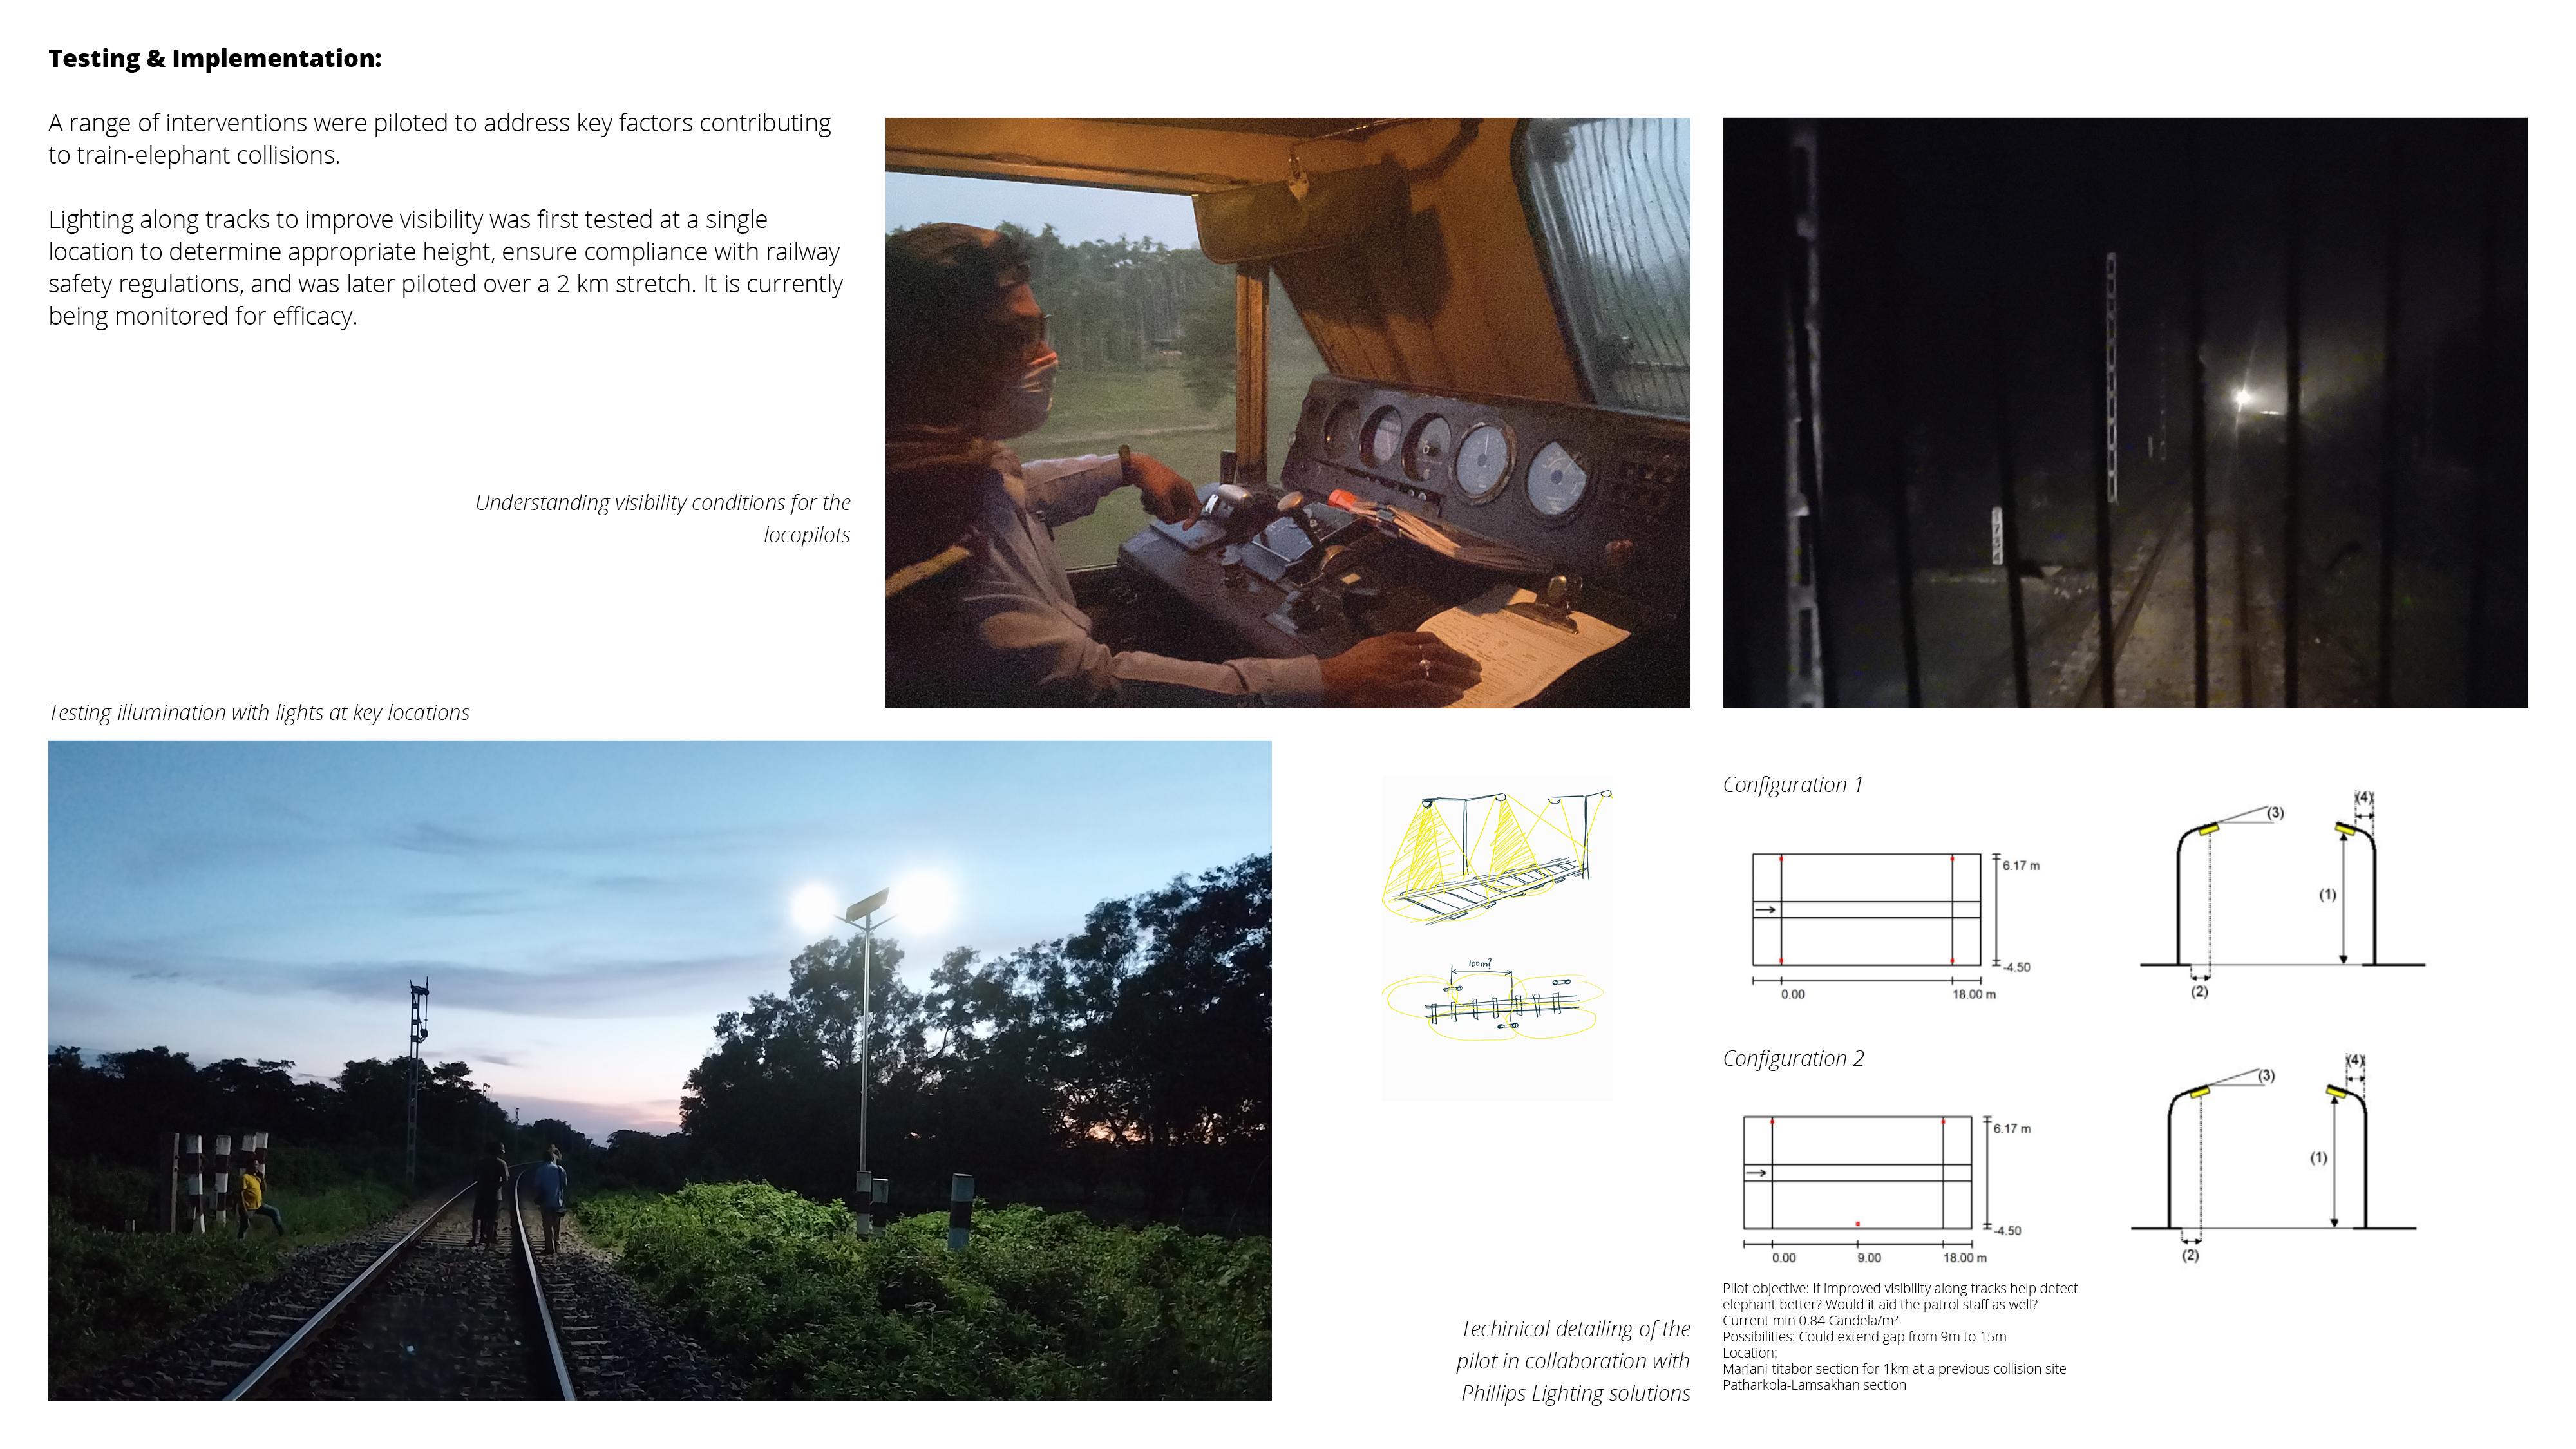 Testing & Implementation:
A range of interventions were piloted to address key factors contributing
to train-elephant collisions.
Lighting along tracks to improve visibility was first tested at a single
location to determine appropriate height, ensure compliance with railway
safety regulations, and was later piloted over a 2 km stretch. It is currently
being monitored for efficacy.
Understanding visibility conditions for the
locopilots
Testing illumination with lights at key locations
100m?
Techinical detailing of the
pilot in collaboration with
Phillips Lighting solutions
Configuration 1
6.17 m
-4.50
0.00
18.00 m
(3)
(4)
(1)
(2)
Configuration 2
6.17 m
-4.50
0.00
9.00
18.00 m
(3)
(4)
(1)
(2)
Pilot objective: If improved visibility along tracks help detect
elephant better? Would it aid the patrol staff as well?
Current min 0.84 Candela/m²
Possibilities: Could extend gap from 9m to 15m
Location:
Mariani-titabor section for 1km at a previous collision site
Patharkola-Lamsakhan section